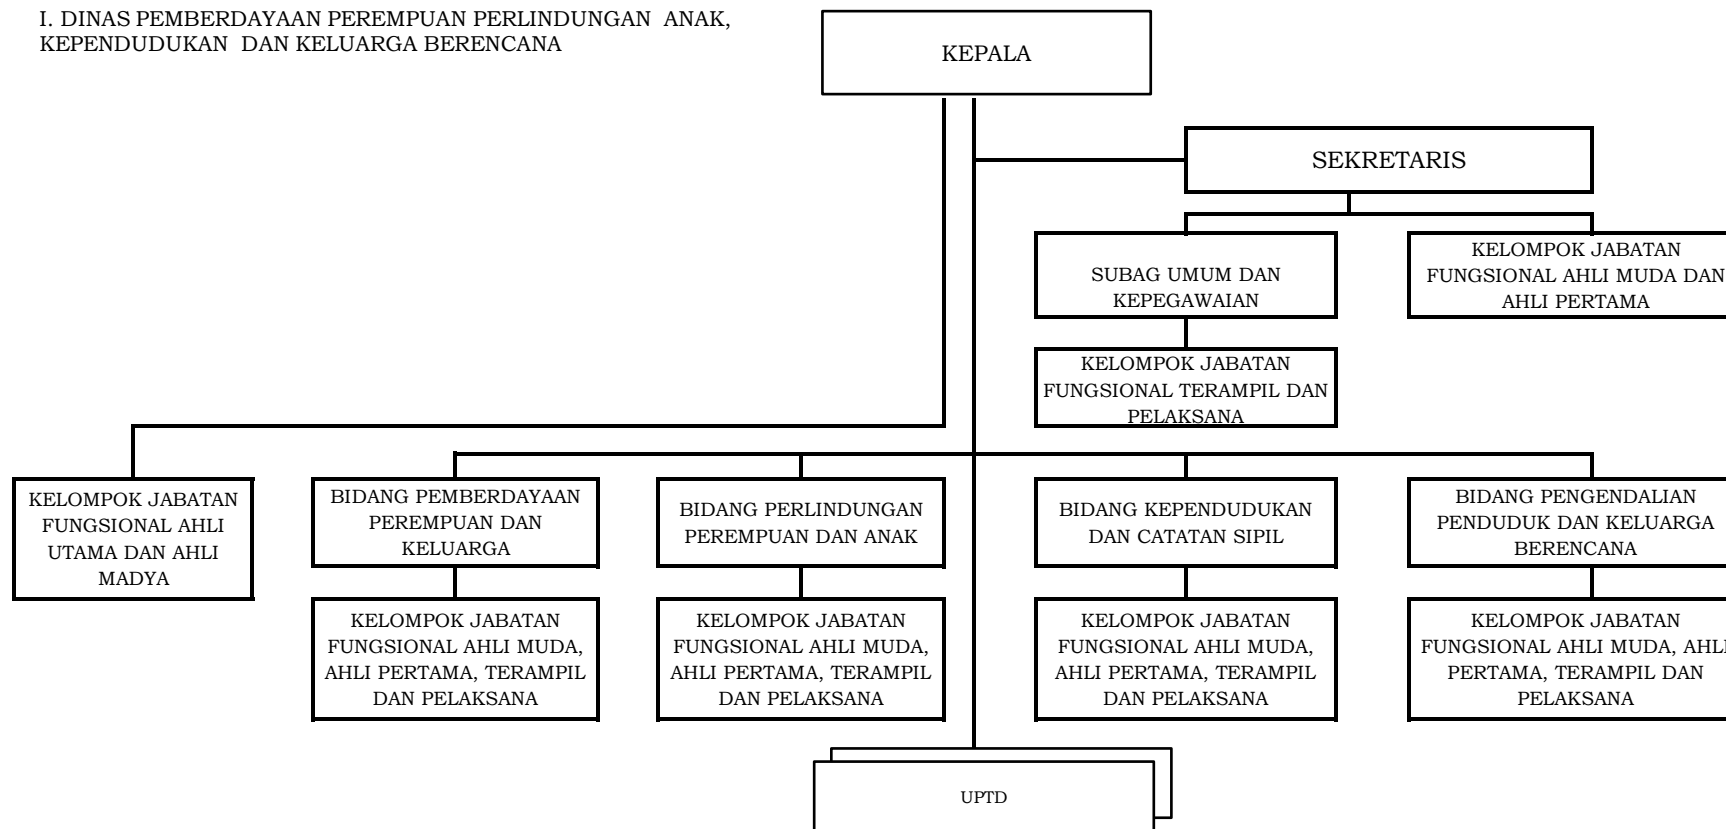 I. DINAS PEMBERDAYAAN PEREMPUAN PERLINDUNGAN ANAK,
KEPENDUDUKAN DAN KELUARGA BERENCANA
KEPALA
SEKRETARIS
SUBAG UMUM DAN
KEPEGAWAIAN
KELOMPOK JABATAN
FUNGSIONAL AHLI MUDA DAN
AHLI PERTAMA
KELOMPOK JABATAN
FUNGSIONAL TERAMPIL DAN
PELAKSANA
KELOMPOK JABATAN
FUNGSIONAL AHLI
UTAMA DAN AHLI
MADYA
BIDANG PEMBERDAYAAN
PEREMPUAN DAN
KELUARGA
BIDANG PERLINDUNGAN
PEREMPUAN DAN ANAK
BIDANG KEPENDUDUKAN
DAN CATATAN SIPIL
BIDANG PENGENDALIAN
PENDUDUK DAN KELUARGA
BERENCANA
KELOMPOK JABATAN
FUNGSIONAL AHLI MUDA,
AHLI PERTAMA, TERAMPIL
DAN PELAKSANA
KELOMPOK JABATAN
FUNGSIONAL AHLI MUDA,
AHLI PERTAMA, TERAMPIL
DAN PELAKSANA
KELOMPOK JABATAN
FUNGSIONAL AHLI MUDA,
AHLI PERTAMA, TERAMPIL
DAN PELAKSANA
KELOMPOK JABATAN
FUNGSIONAL AHLI MUDA, AHLI
PERTAMA, TERAMPIL DAN
PELAKSANA
UPTD